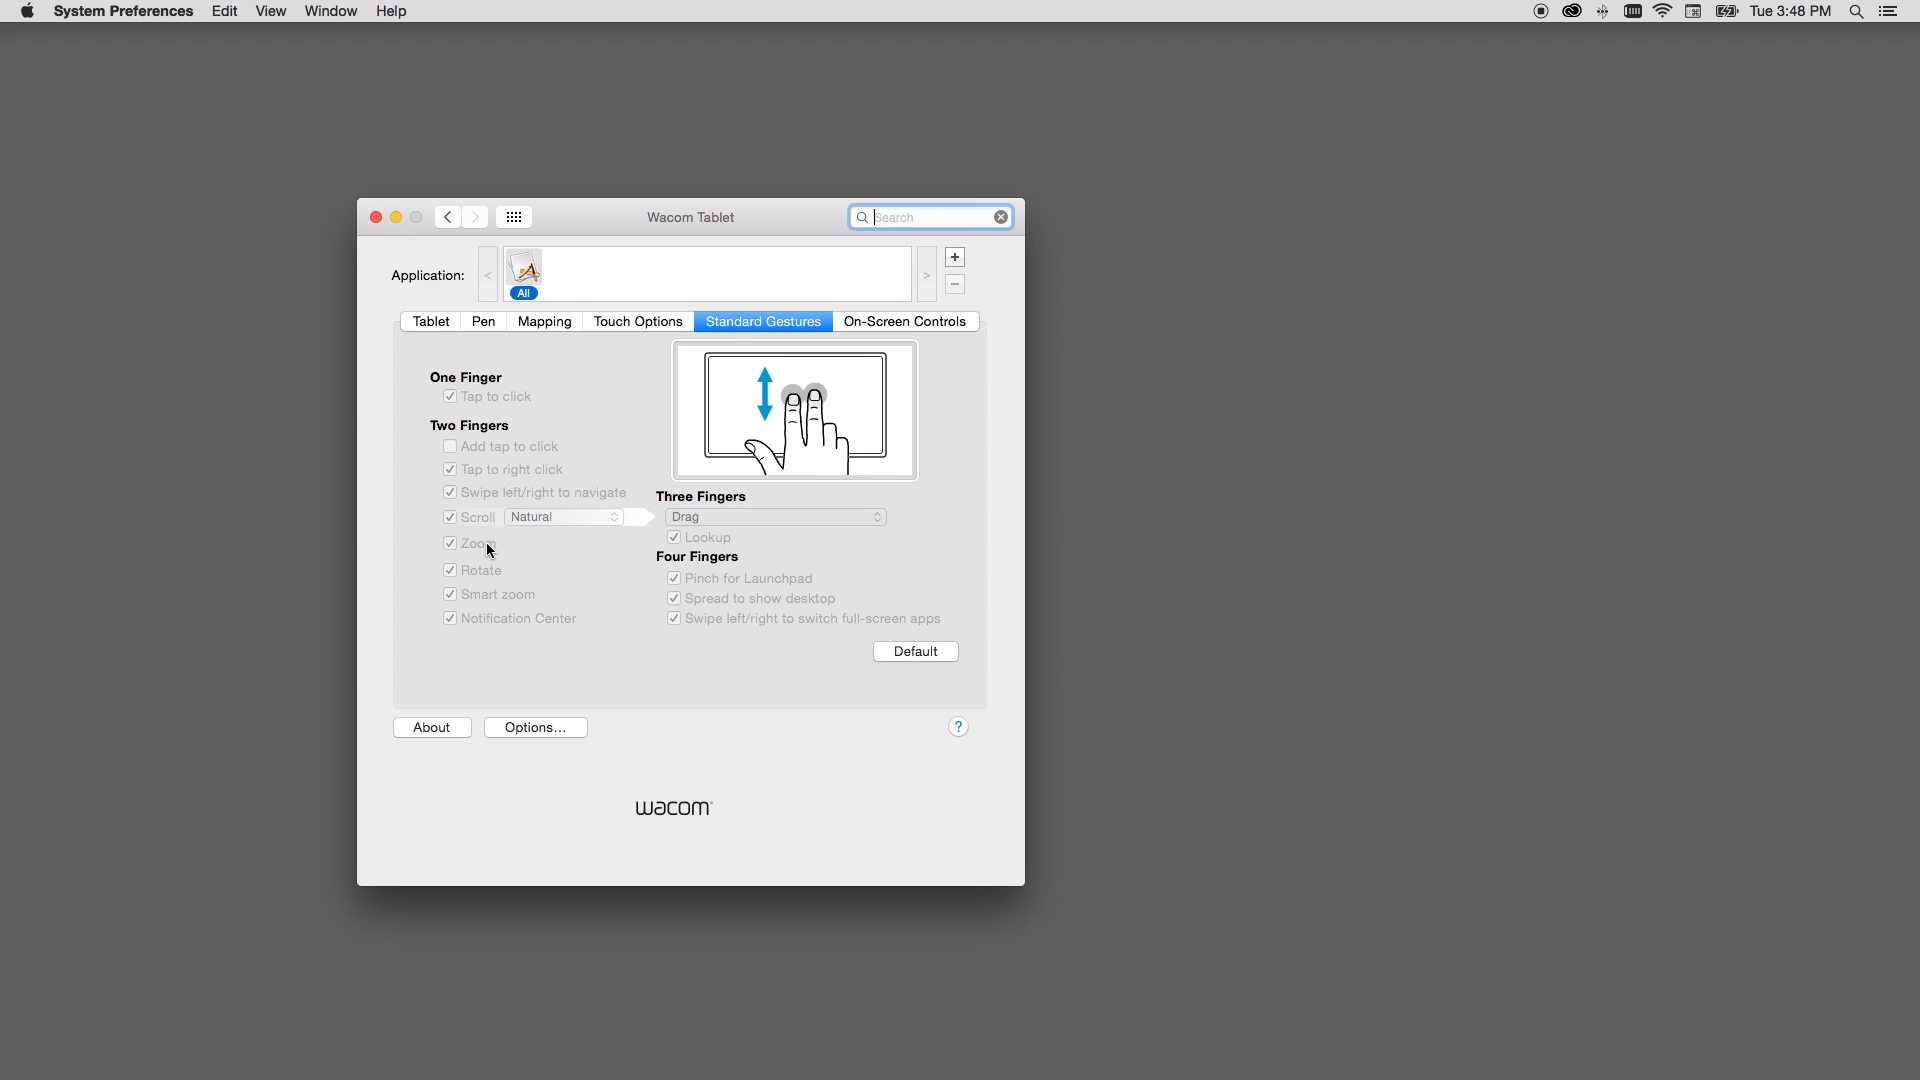 System Preferences Edit View Window Help Tue 3:48 PM
Wacom Tablet Search
Application: < All > + −
Tablet Pen Mapping Touch Options Standard Gestures On-Screen Controls
One Finger
Tap to click
Two Fingers
Add tap to click
Tap to right click
Swipe left/right to navigate
Scroll Natural
Zoom
Rotate
Smart zoom
Notification Center
Three Fingers
Drag
Lookup
Four Fingers
Pinch for Launchpad
Spread to show desktop
Swipe left/right to switch full-screen apps
Default
About Options... ?
wacom